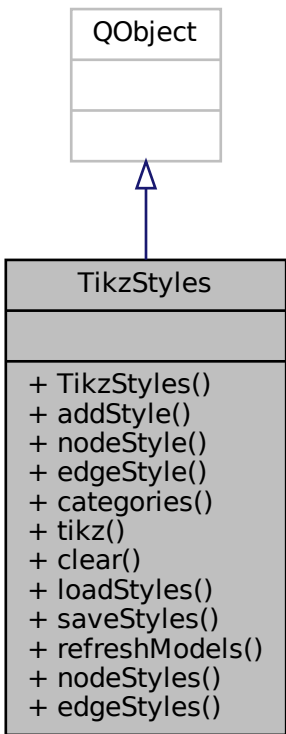 QObject
TikzStyles
+ TikzStyles()
+ addStyle()
+ nodeStyle()
+ edgeStyle()
+ categories()
+ tikz()
+ clear()
+ loadStyles()
+ saveStyles()
+ refreshModels()
+ nodeStyles()
+ edgeStyles()